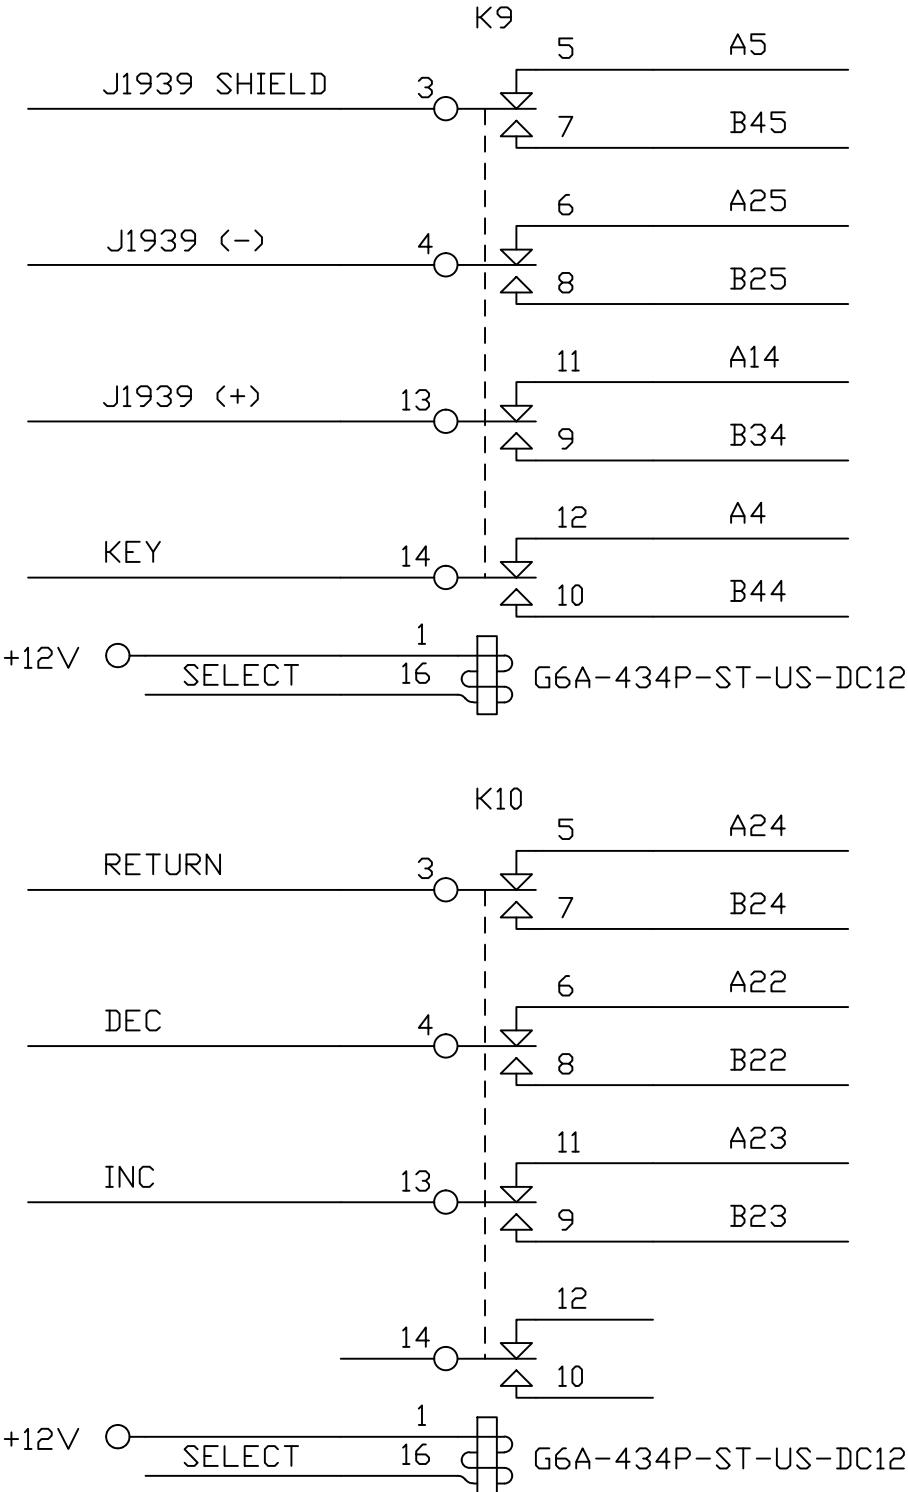 K9
5 A5
J1939 SHIELD 3
7 B45
6 A25
J1939 (-) 4
8 B25
11 A14
J1939 (+) 13
9 B34
12 A4
KEY 14
10 B44
+12V 1
SELECT 16 G6A-434P-ST-US-DC12
K10
5 A24
RETURN 3
7 B24
6 A22
DEC 4
8 B22
11 A23
INC 13
9 B23
12
14
10
+12V 1
SELECT 16 G6A-434P-ST-US-DC12